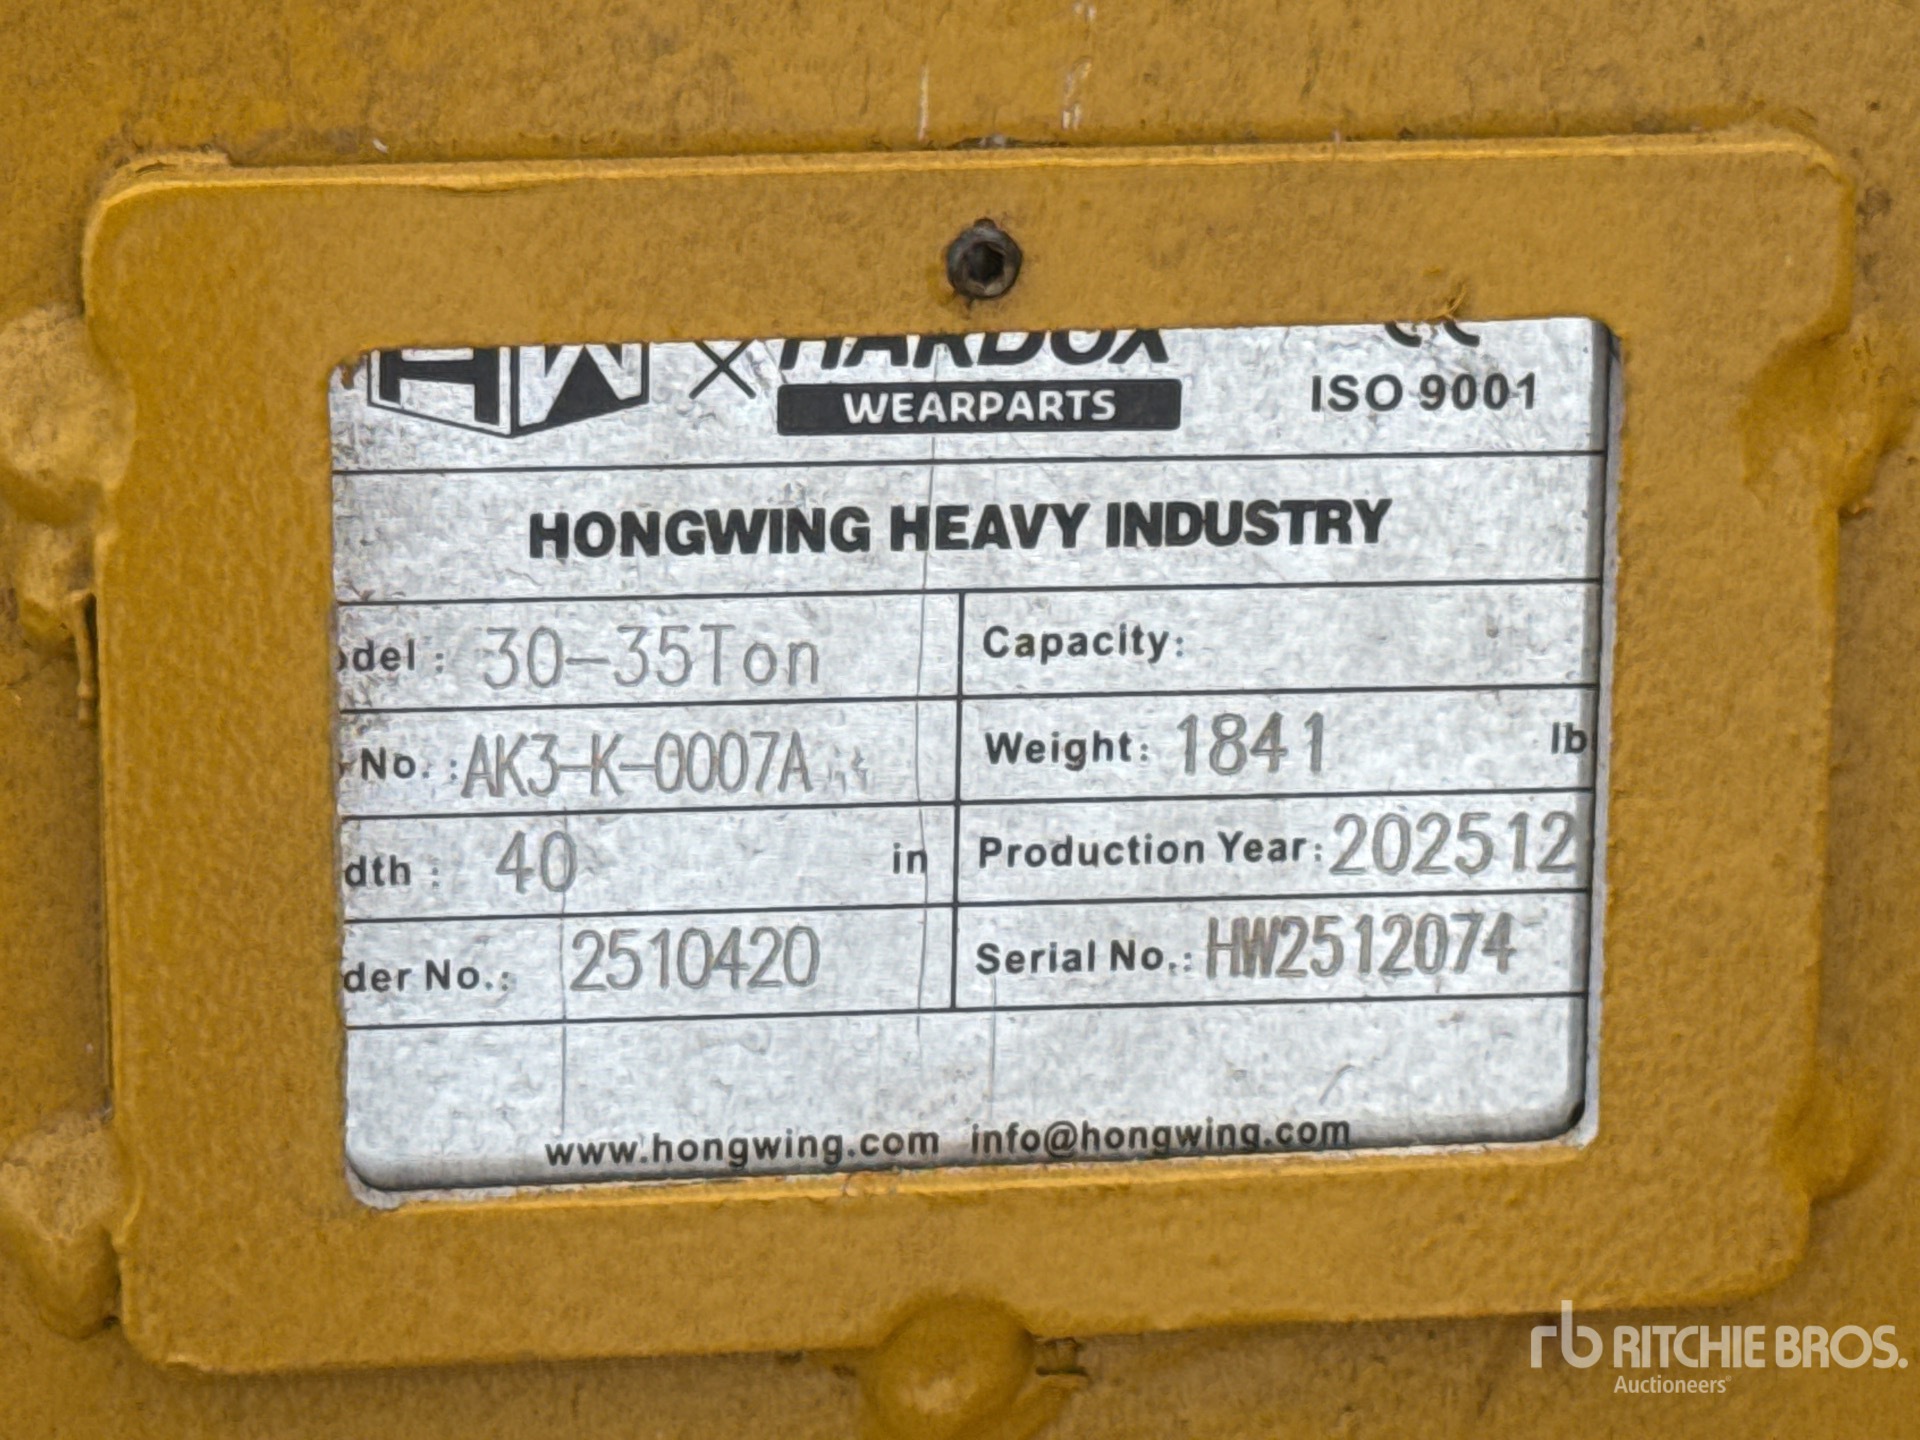 HW × HARDOX
WEARPARTS
ISO 9001
HONGWING HEAVY INDUSTRY
odel : 30-35Ton
Capacity:
No. : AK3-K-0007A
Weight: 1841 lb
dth : 40 in
Production Year: 202512
der No.: 2510420
Serial No.: HW2512074
www.hongwing.com info@hongwing.com
rb RITCHIE BROS.
Auctioneers